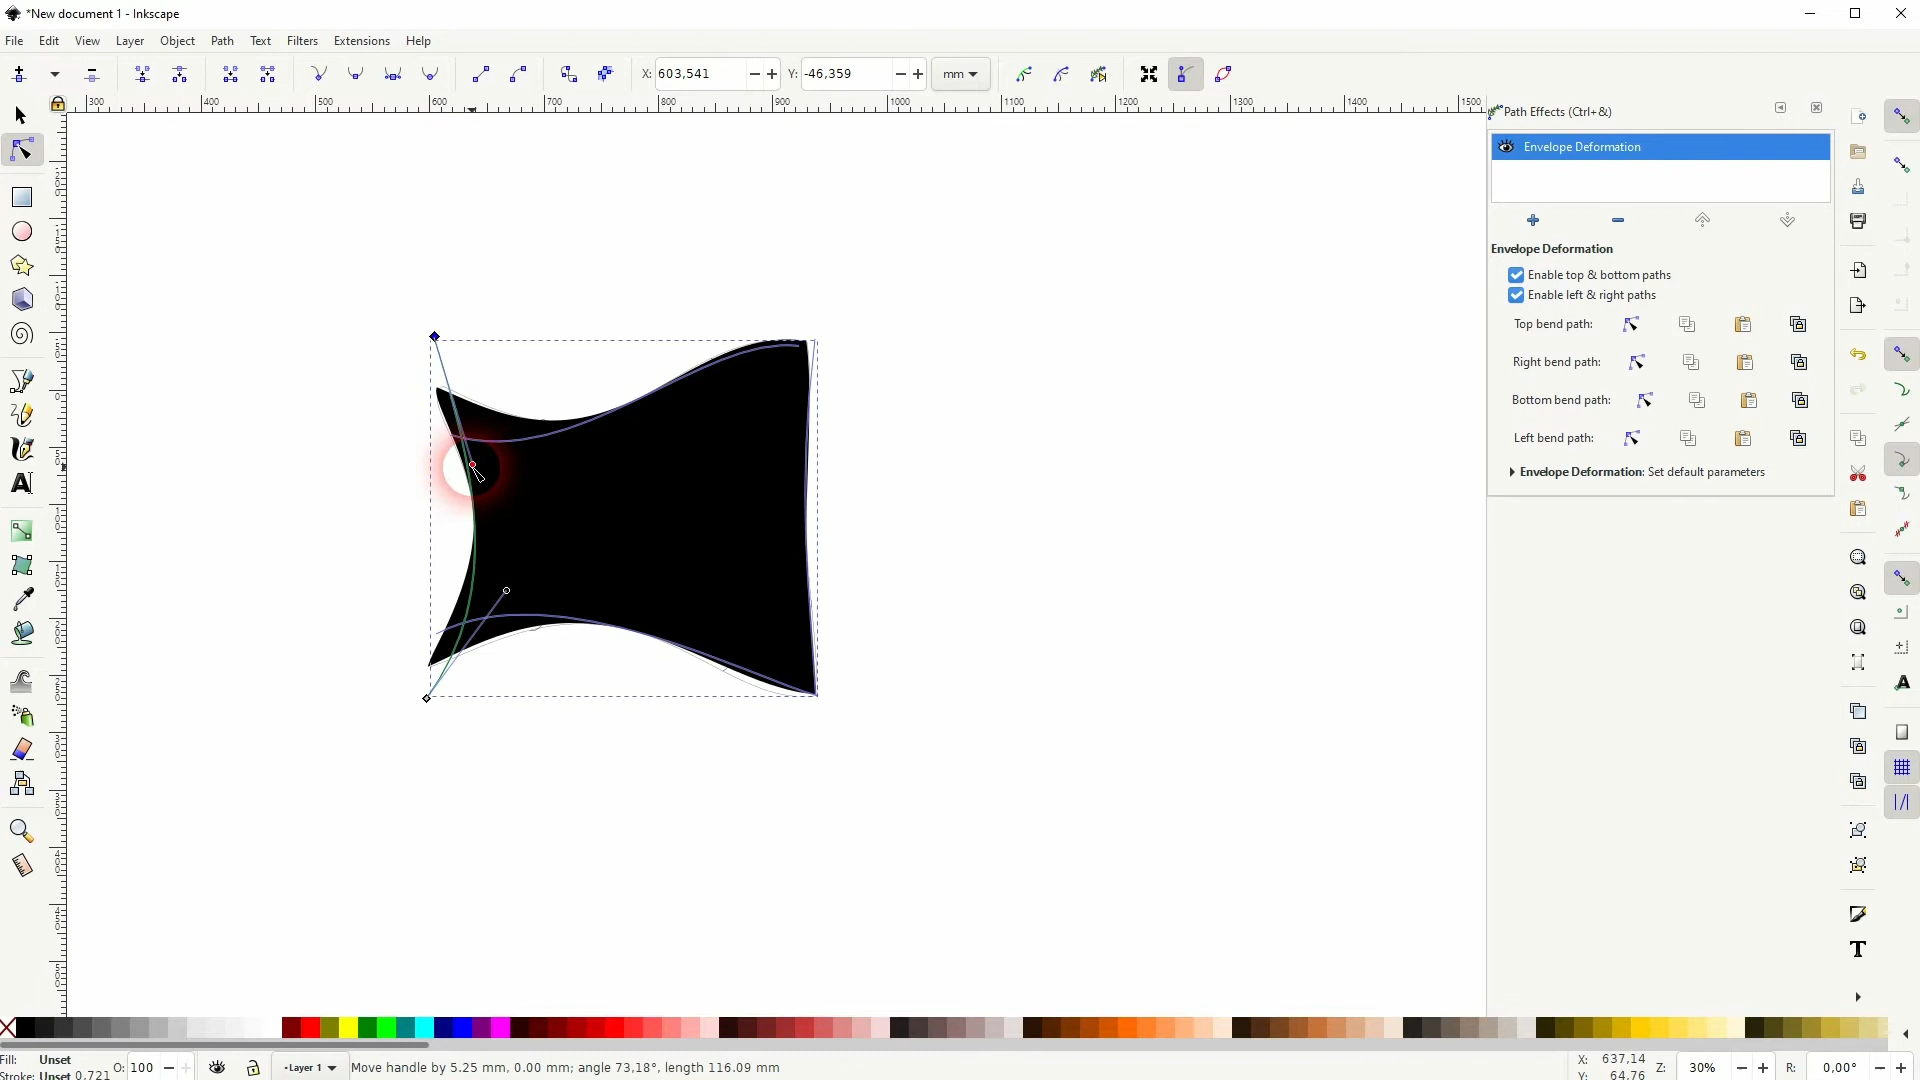 *New document 1 - Inkscape
File Edit View Layer Object Path Text Filters Extensions Help
X: 603,541 Y: -46,359 mm
300 400 500 600 700 800 900 1000 1100 1200 1300 1400 1500
Path Effects (Ctrl+&)
Envelope Deformation
Envelope Deformation
Enable top & bottom paths
Enable left & right paths
Top bend path:
Right bend path:
Bottom bend path:
Left bend path:
Envelope Deformation: Set default parameters
Fill: Unset
Stroke: Unset 0,721
O: 100
-Layer 1
Move handle by 5.25 mm, 0.00 mm; angle 73,18°, length 116.09 mm
X: 637,14
Y: 64,76
Z: 30%
R: 0,00°